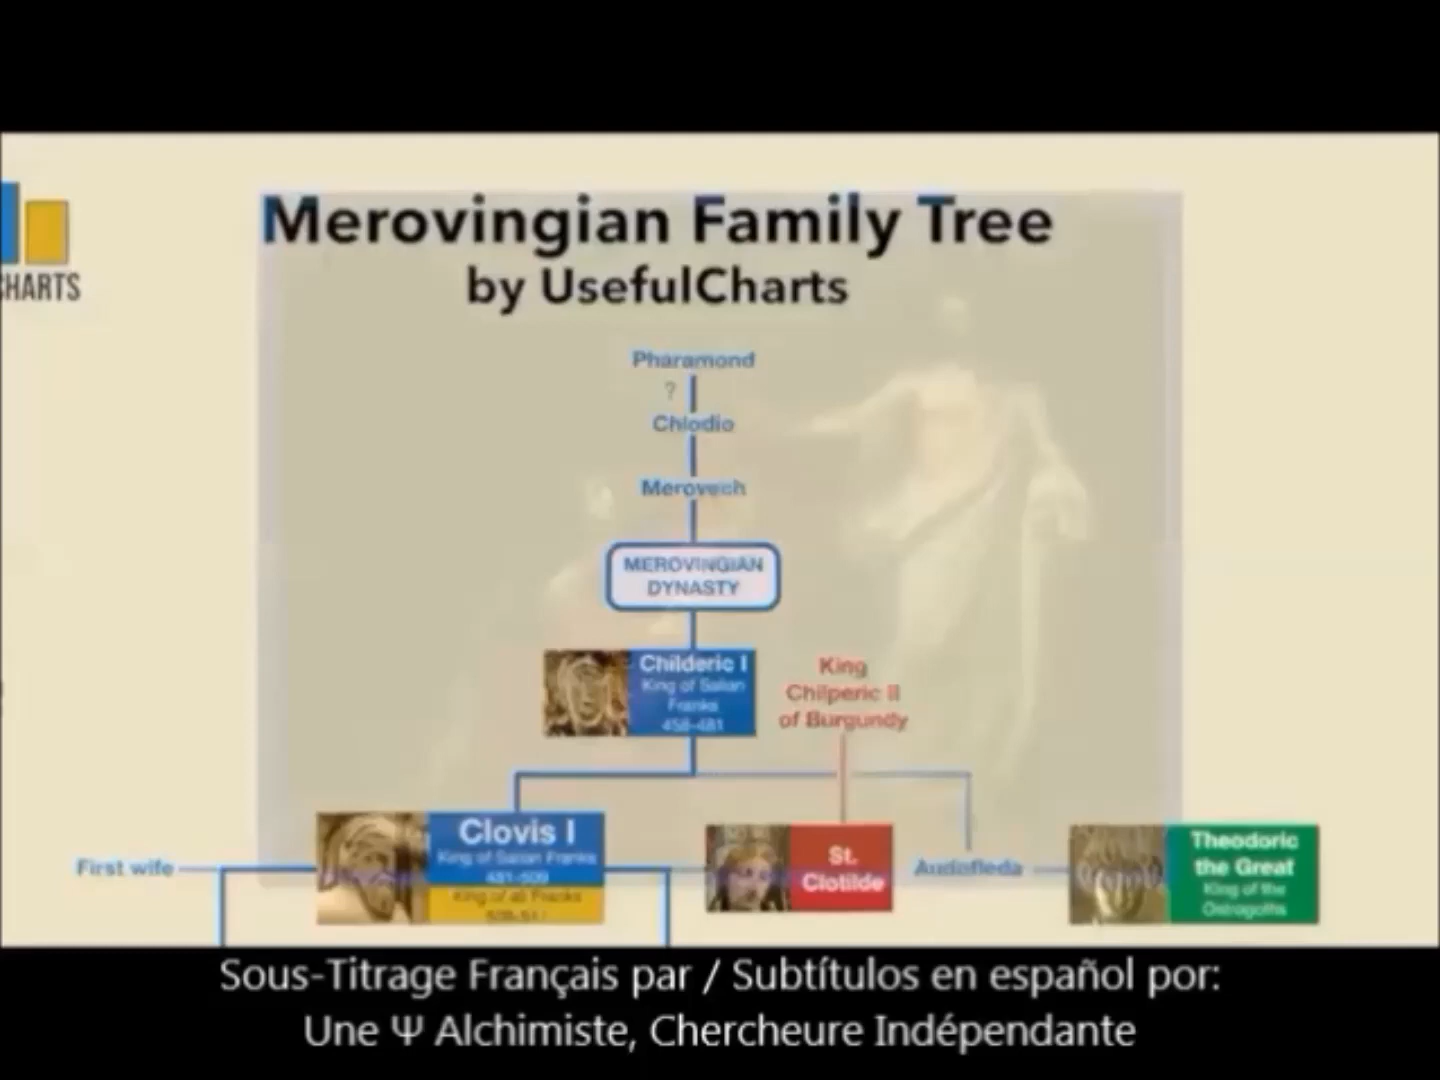 CHARTS
Merovingian Family Tree
by UsefulCharts
Pharamond
?
Chlodio
Merovech
MEROVINGIAN
DYNASTY
Childeric I
King of Salian
Franks
458-481
King
Chilperic II
of Burgundy
Clovis I
King of Salian Franks
481-509
King of all Franks
St.
Clotilde
First wife
Audofleda
Theodoric
the Great
King of the
Ostrogoths
Sous-Titrage Français par / Subtítulos en español por:
Une Ψ Alchimiste, Chercheure Indépendante